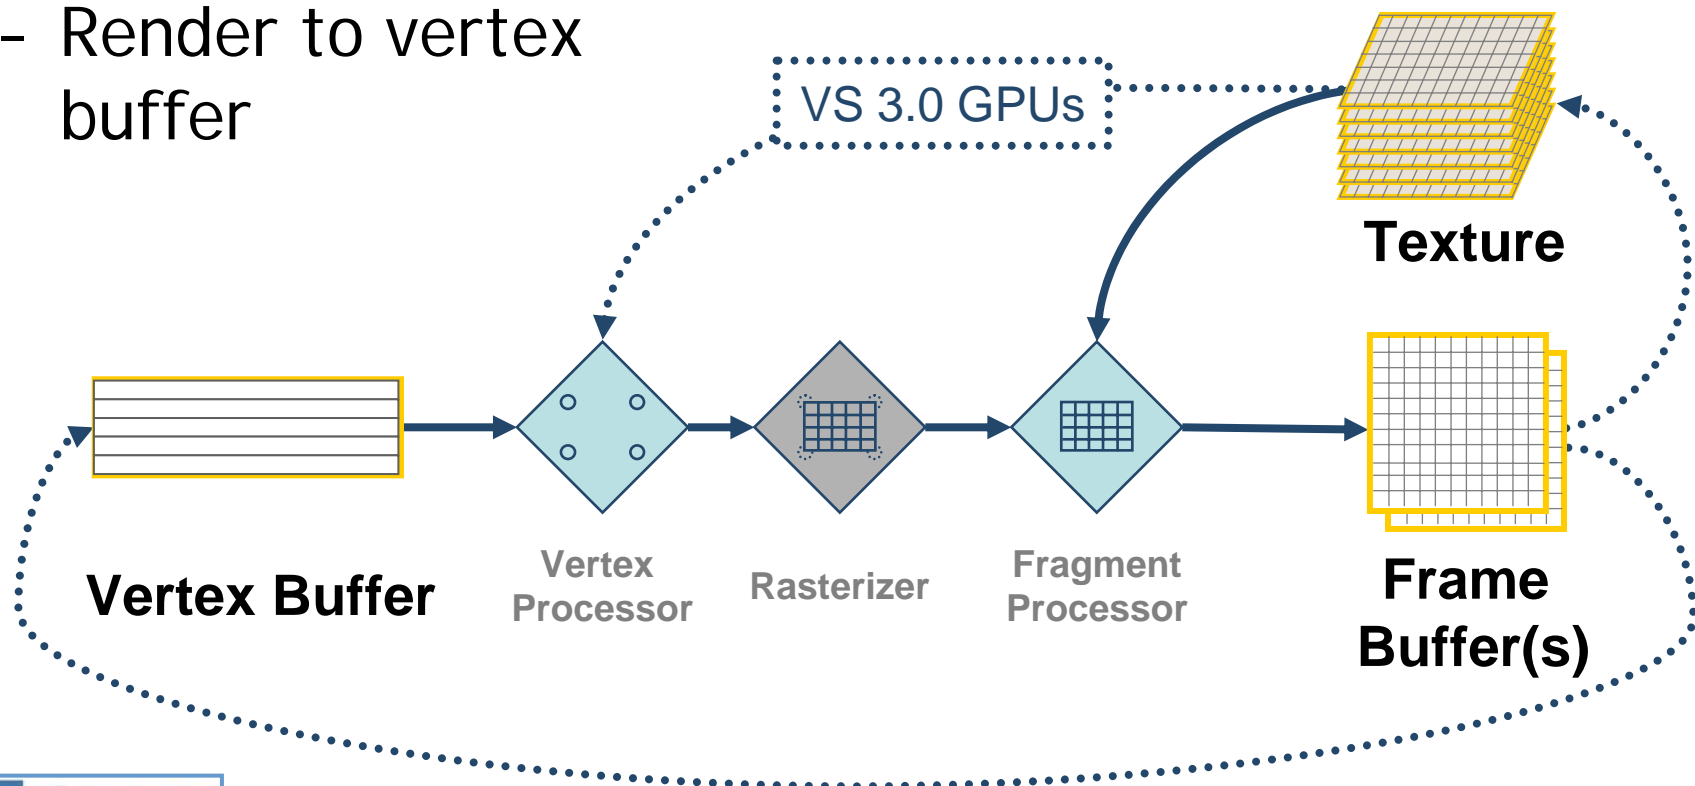 - Render to vertex
buffer
VS 3.0 GPUs
Texture
Vertex Buffer
Vertex
Processor
Rasterizer
Fragment
Processor
Frame
Buffer(s)